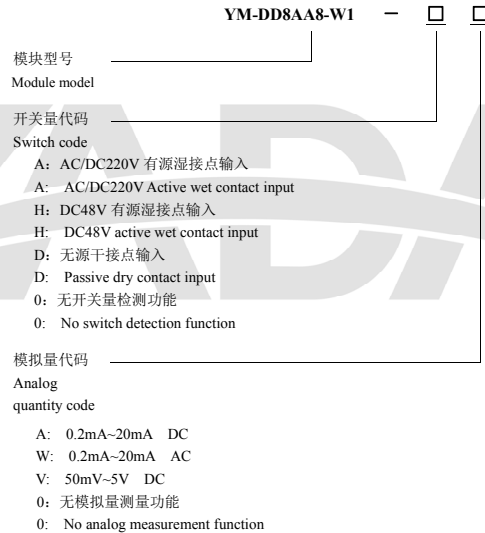 YM-DD8AA8-W1 － □ □
模块型号
Module model
开关量代码
Switch code
A：AC/DC220V 有源湿接点输入
A: AC/DC220V Active wet contact input
H：DC48V 有源湿接点输入
H: DC48V active wet contact input
D：无源干接点输入
D: Passive dry contact input
0：无开关量检测功能
0: No switch detection function
模拟量代码
Analog
quantity code
A: 0.2mA~20mA DC
W: 0.2mA~20mA AC
V: 50mV~5V DC
0：无模拟量测量功能
0: No analog measurement function